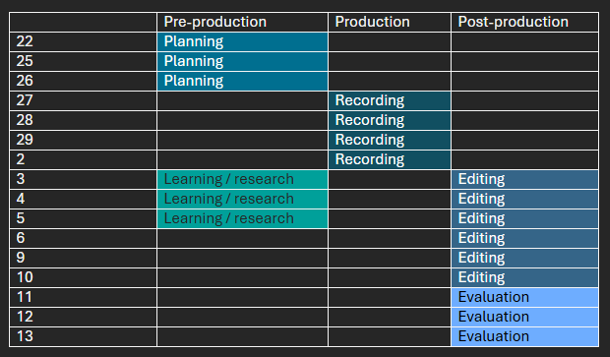 Pre-production Production Post-production
22 Planning
25 Planning
26 Planning
27 Recording
28 Recording
29 Recording
2 Recording
3 Learning / research Editing
4 Learning / research Editing
5 Learning / research Editing
6 Editing
9 Editing
10 Editing
11 Evaluation
12 Evaluation
13 Evaluation